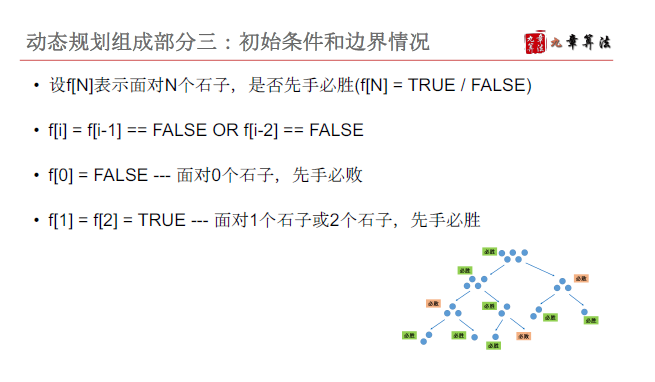 动态规划组成部分三：初始条件和边界情况
九章算法
• 设f[N]表示面对N个石子，是否先手必胜(f[N] = TRUE / FALSE)
• f[i] = f[i-1] == FALSE OR f[i-2] == FALSE
• f[0] = FALSE --- 面对0个石子，先手必败
• f[1] = f[2] = TRUE --- 面对1个石子或2个石子，先手必胜
必胜
必胜
必败
必败
必胜
必胜
必胜
必胜
必胜
必胜
必败